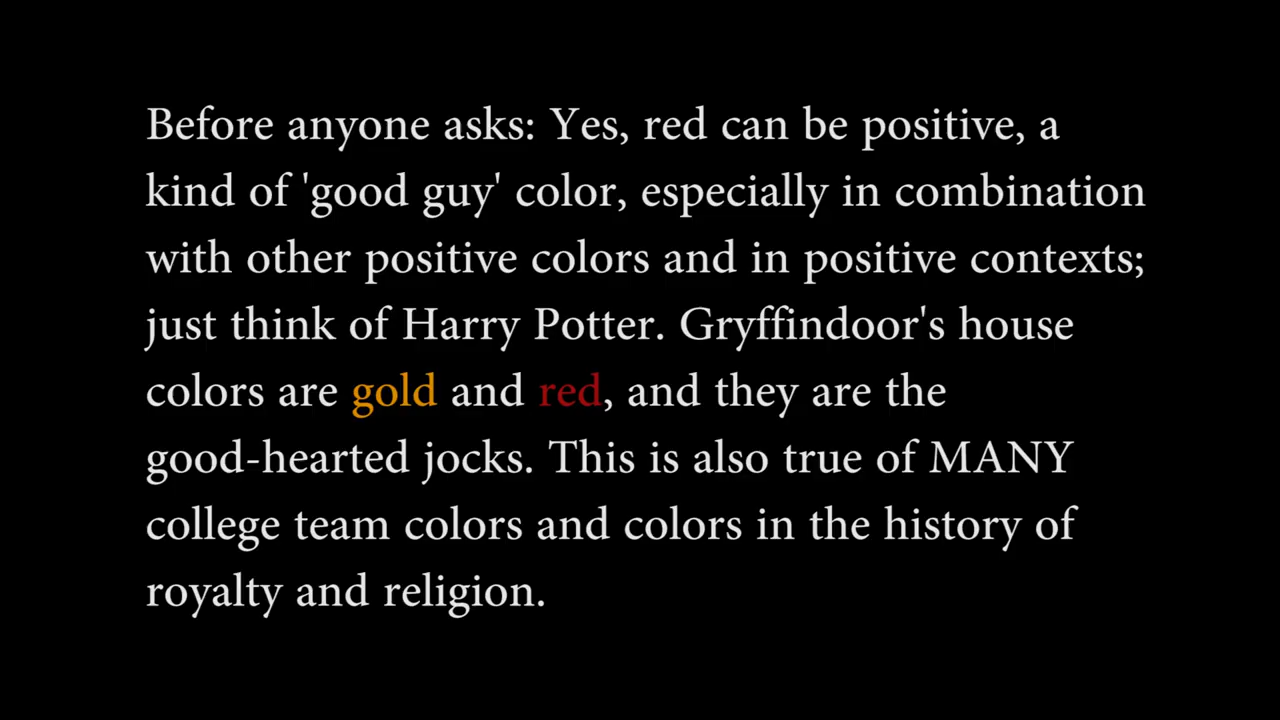 Before anyone asks: Yes, red can be positive, a
kind of 'good guy' color, especially in combination
with other positive colors and in positive contexts;
just think of Harry Potter. Gryffindoor's house
colors are gold and red, and they are the
good-hearted jocks. This is also true of MANY
college team colors and colors in the history of
royalty and religion.